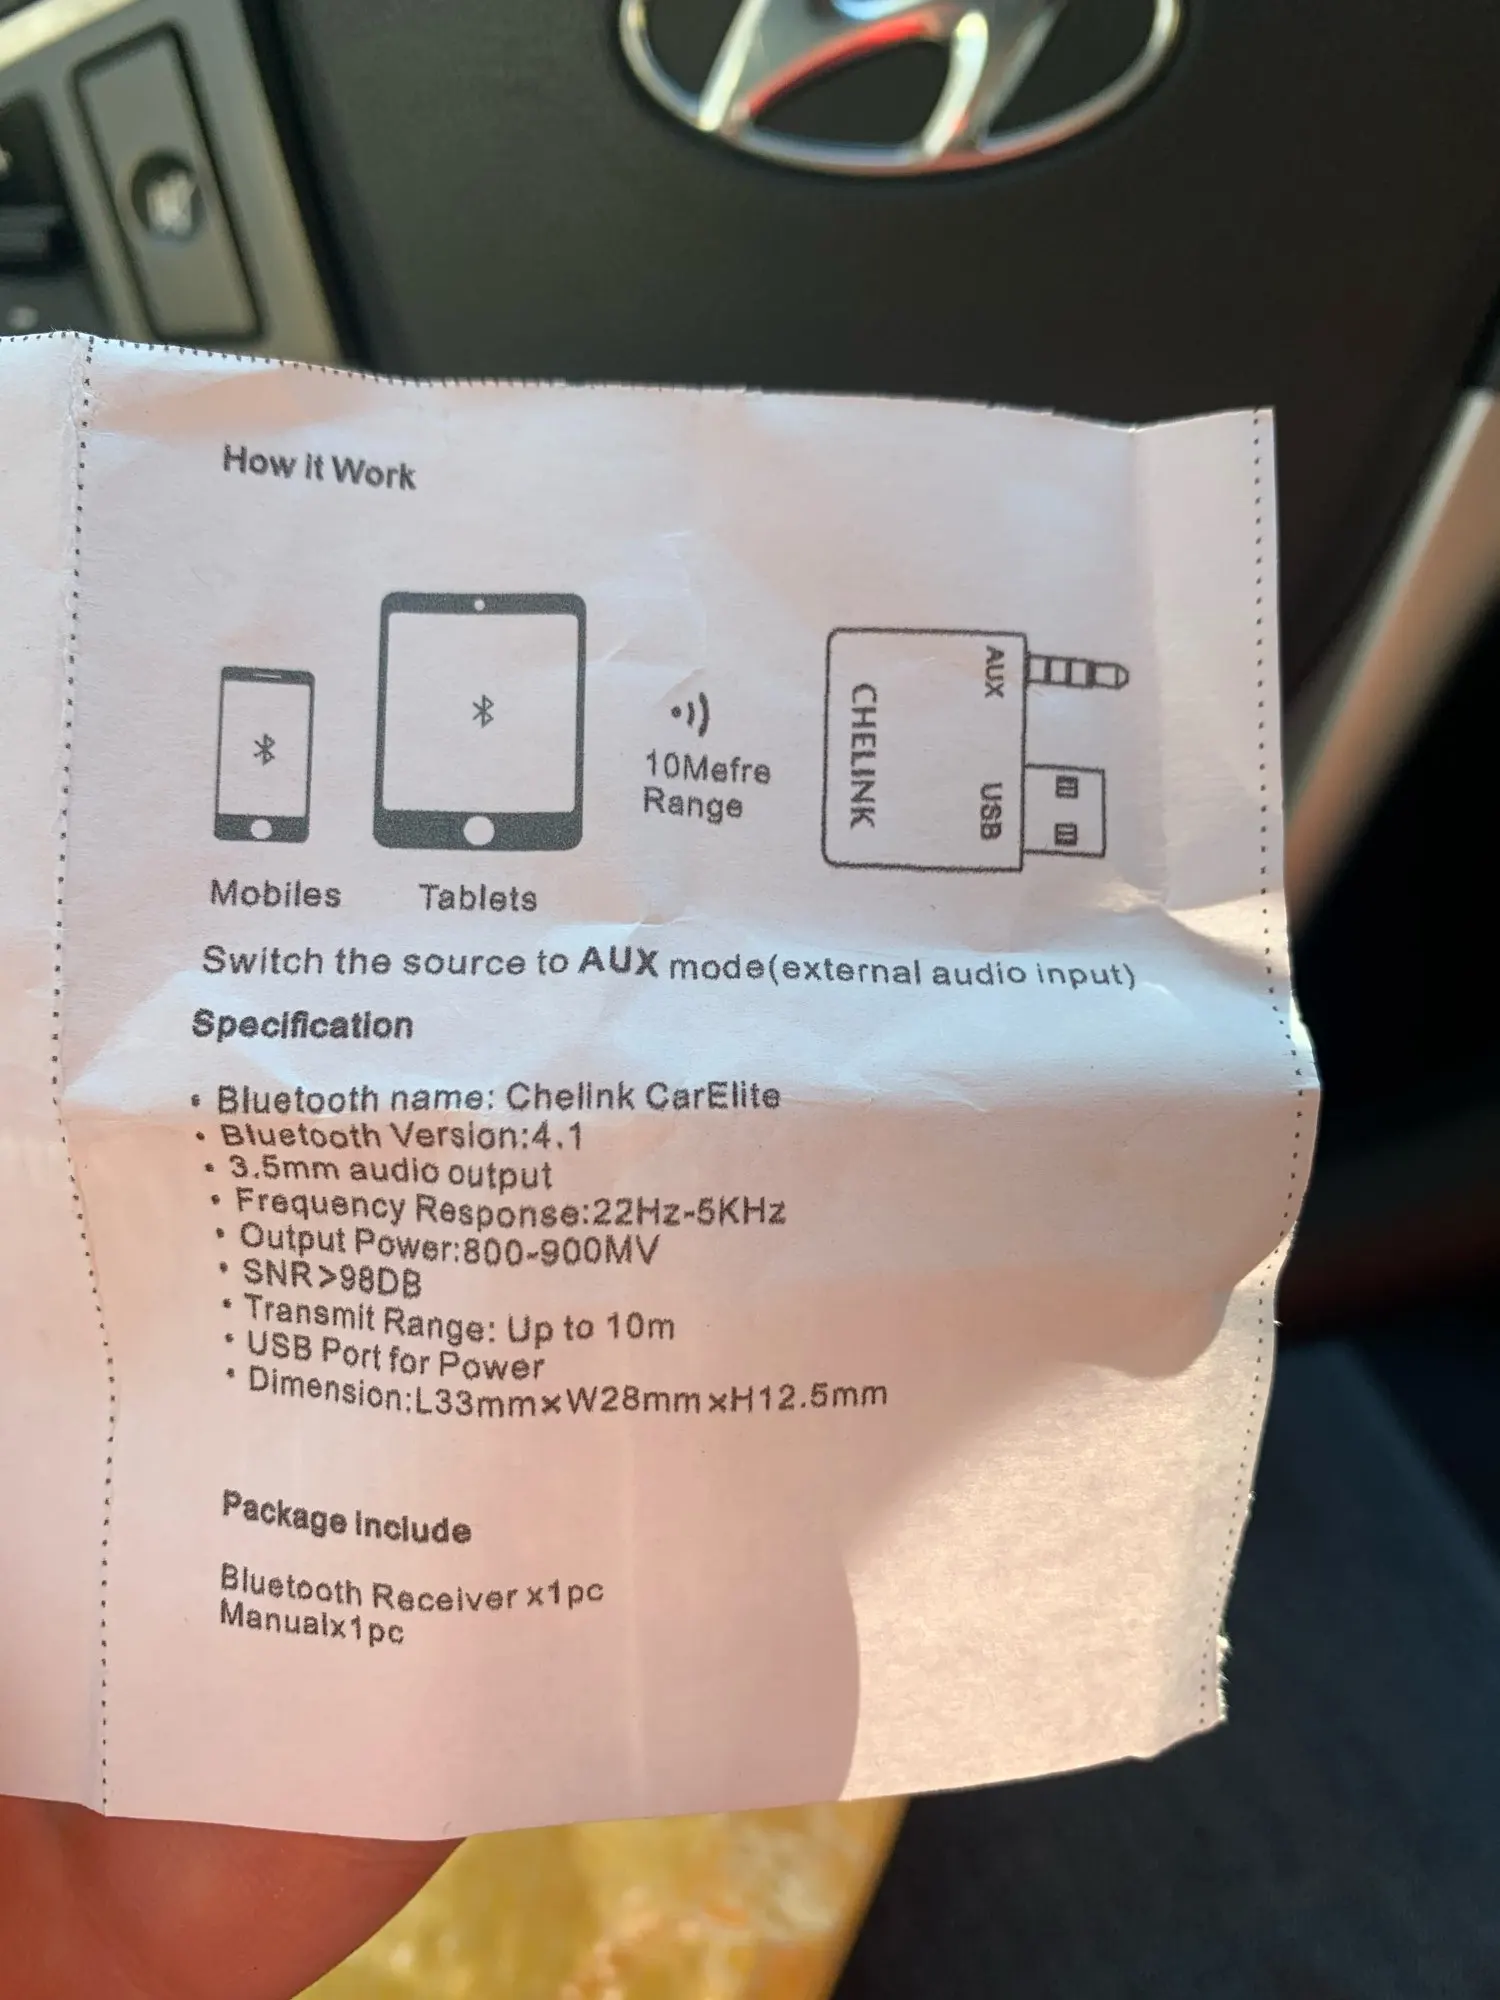 How it Work
AUX
CHELINK
USB
10Mefre
Range
Mobiles
Tablets
Switch the source to AUX mode(external audio input)
Specification
• Bluetooth name: Chelink CarElite
• Bluetooth Version:4.1
• 3.5mm audio output
• Frequency Response:22Hz-5KHz
• Output Power:800-900MV
• SNR>98DB
• Transmit Range: Up to 10m
• USB Port for Power
• Dimension:L33mm×W28mm×H12.5mm
Package include
Bluetooth Receiver x1pc
Manualx1pc